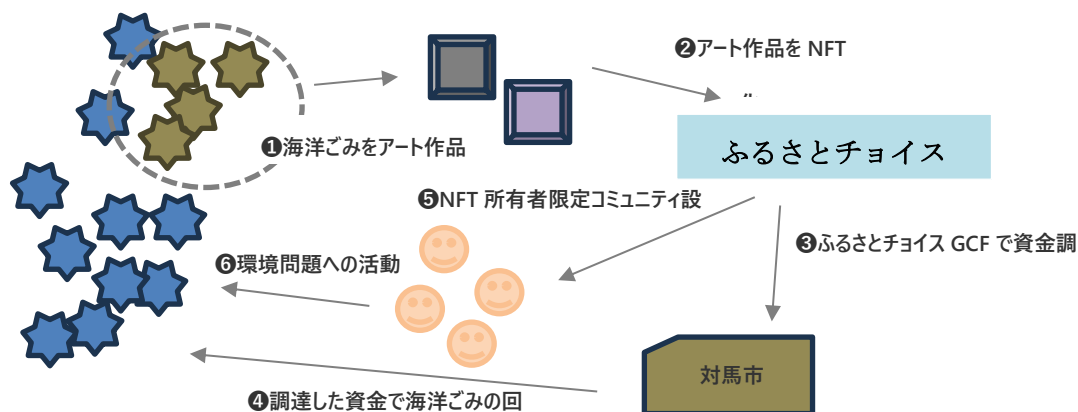 ❷アート作品を NFT
❶海洋ごみをアート作品
ふるさとチョイス
❺NFT 所有者限定コミュニティ設
❸ふるさとチョイス GCF で資金調
❻環境問題への活動
対馬市
❹調達した資金で海洋ごみの回